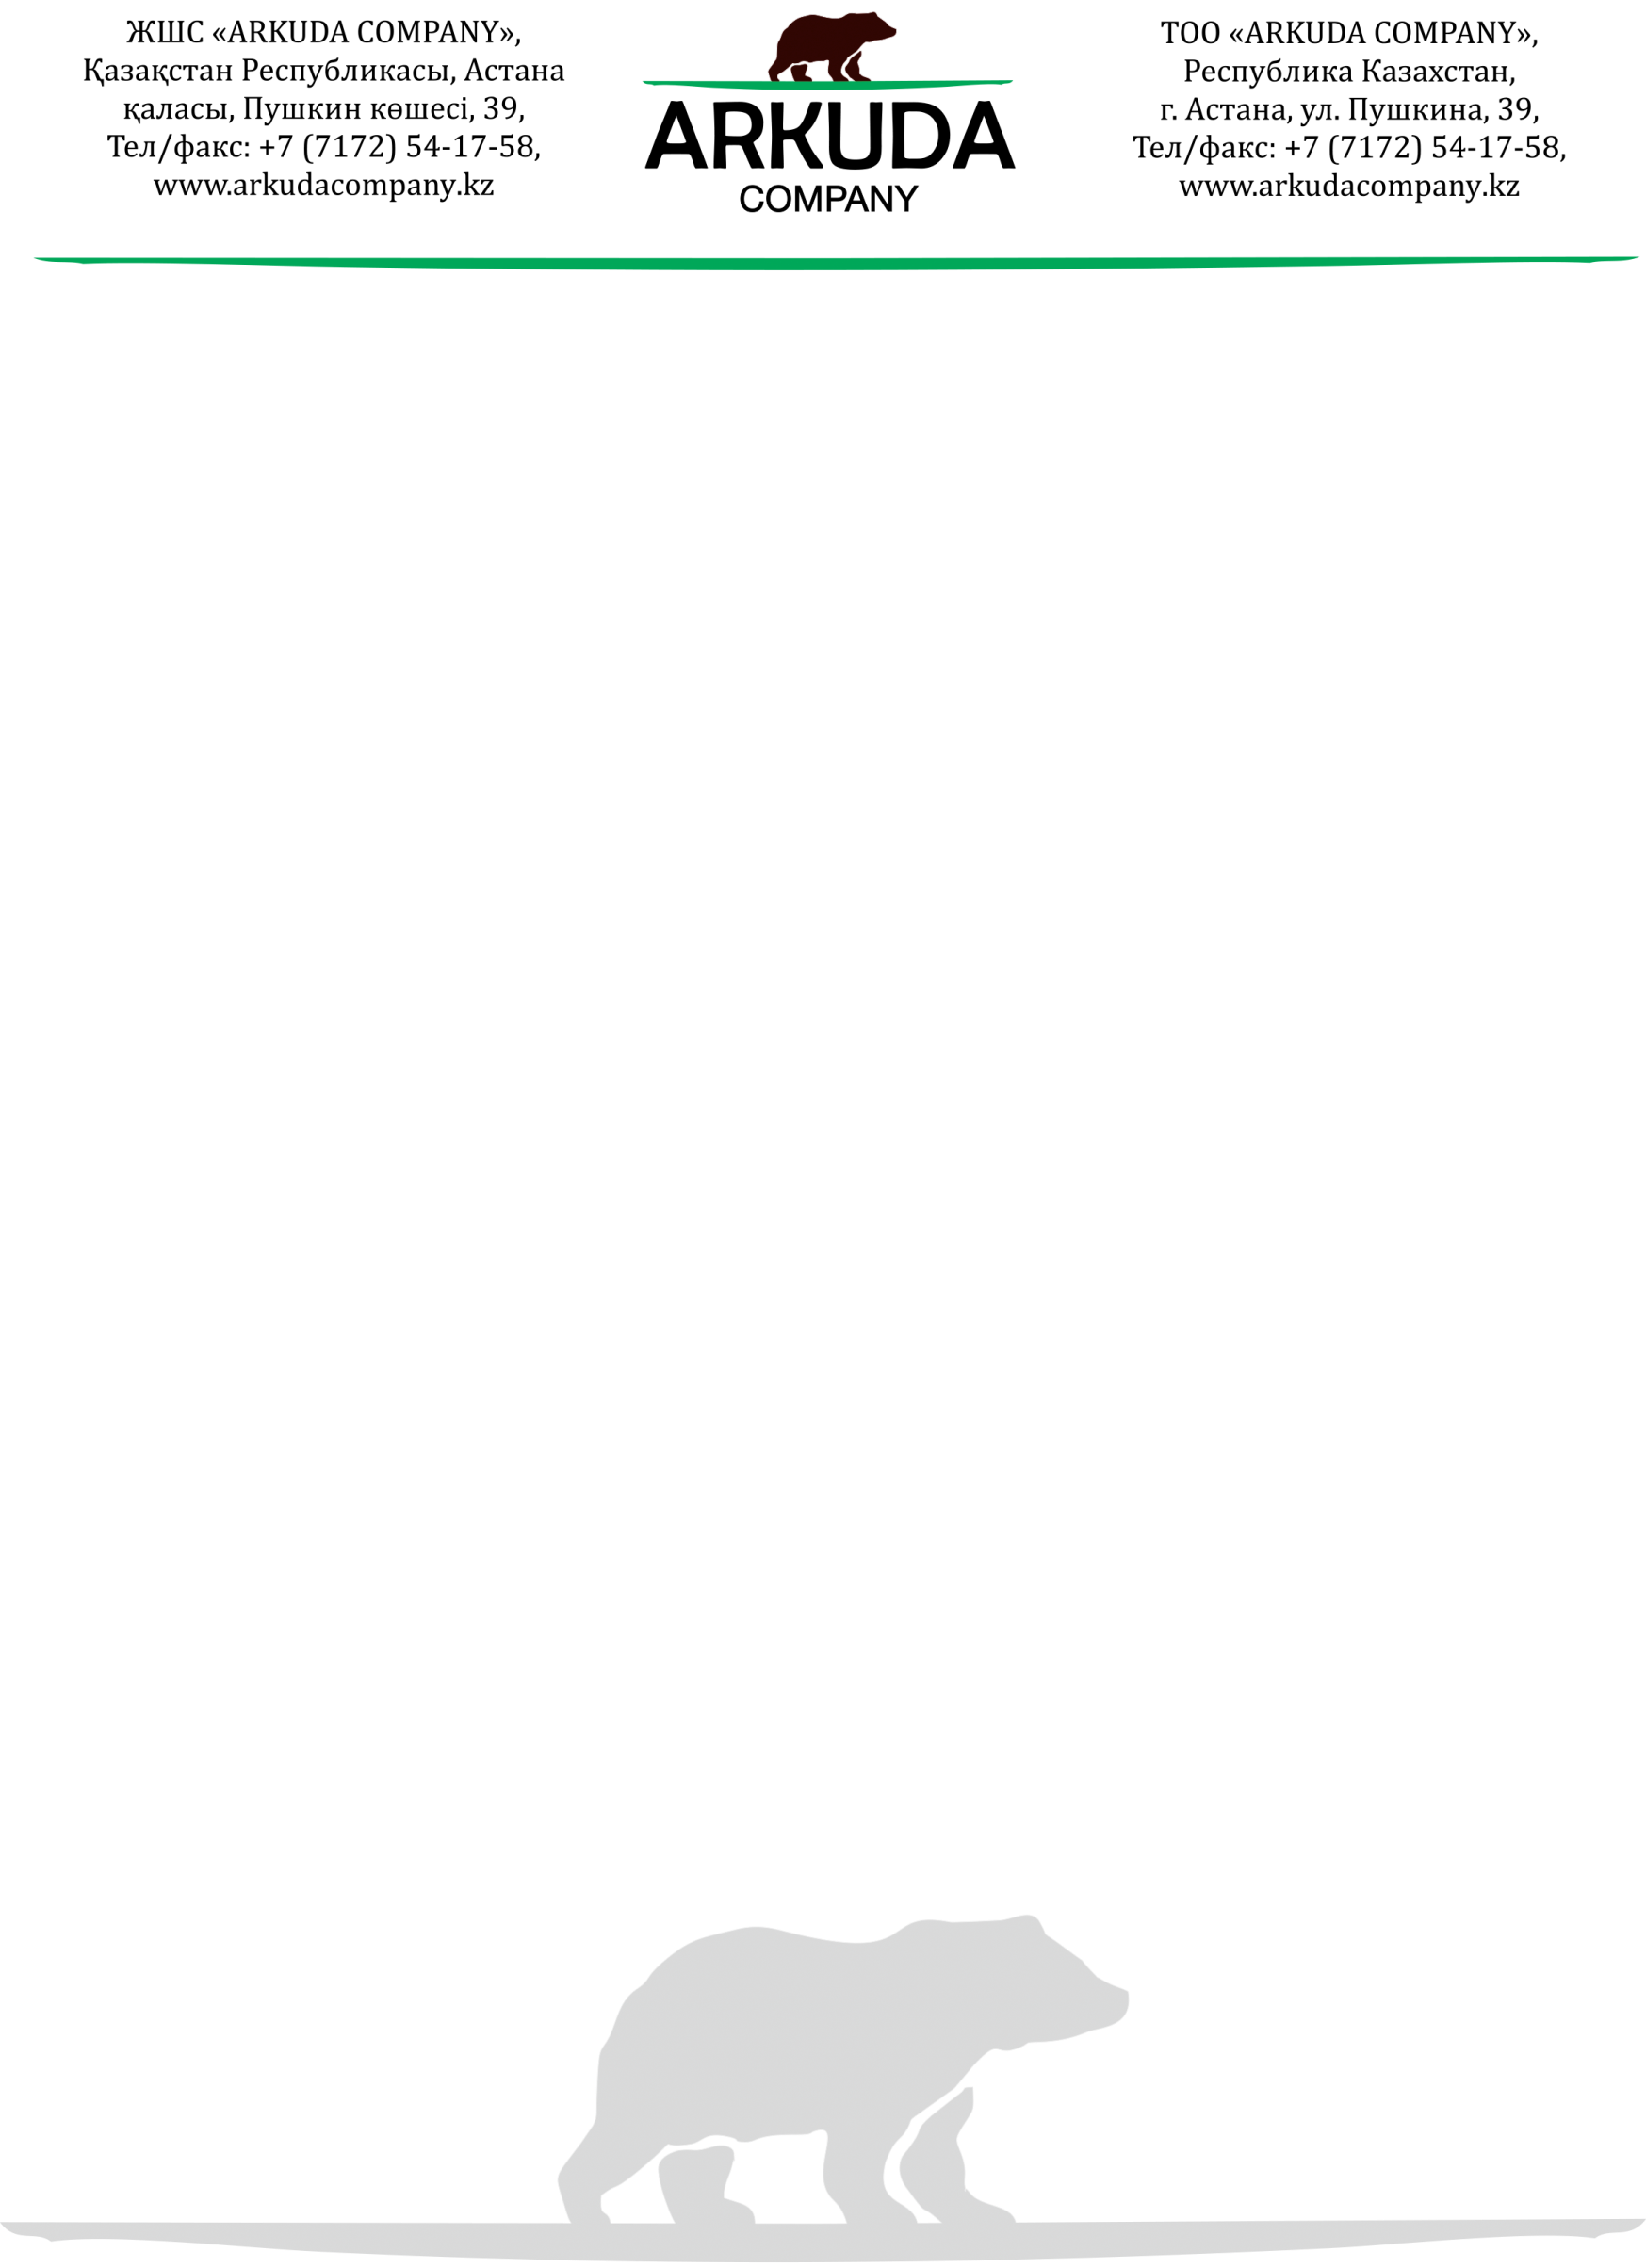 ЖШС «ARKUDA COMPANY»,
Қазақстан Республикасы, Астана
қаласы, Пушкин көшесі, 39,
Тел/факс: +7 (7172) 54-17-58,
www.arkudacompany.kz
ARKUDA
COMPANY
ТОО «ARKUDA COMPANY»,
Республика Казахстан,
г. Астана, ул. Пушкина, 39,
Тел/факс: +7 (7172) 54-17-58,
www.arkudacompany.kz